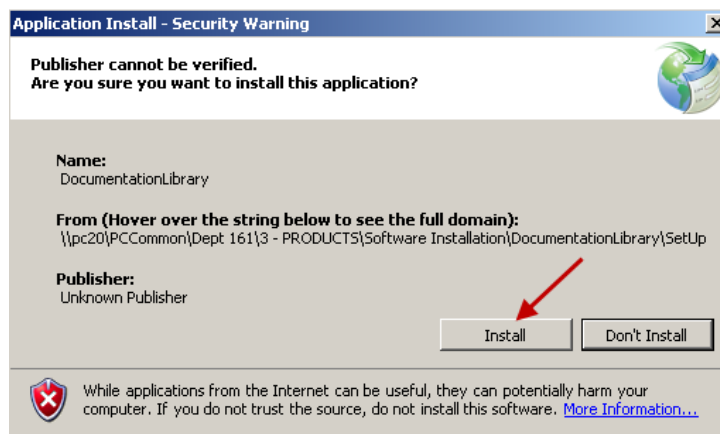 Application Install - Security Warning
Publisher cannot be verified.
Are you sure you want to install this application?
Name:
DocumentationLibrary
From (Hover over the string below to see the full domain):
\\pc20\PCCommon\Dept 161\3 - PRODUCTS\Software Installation\DocumentationLibrary\SetUp
Publisher:
Unknown Publisher
Install
Don't Install
While applications from the Internet can be useful, they can potentially harm your
computer. If you do not trust the source, do not install this software. More Information...